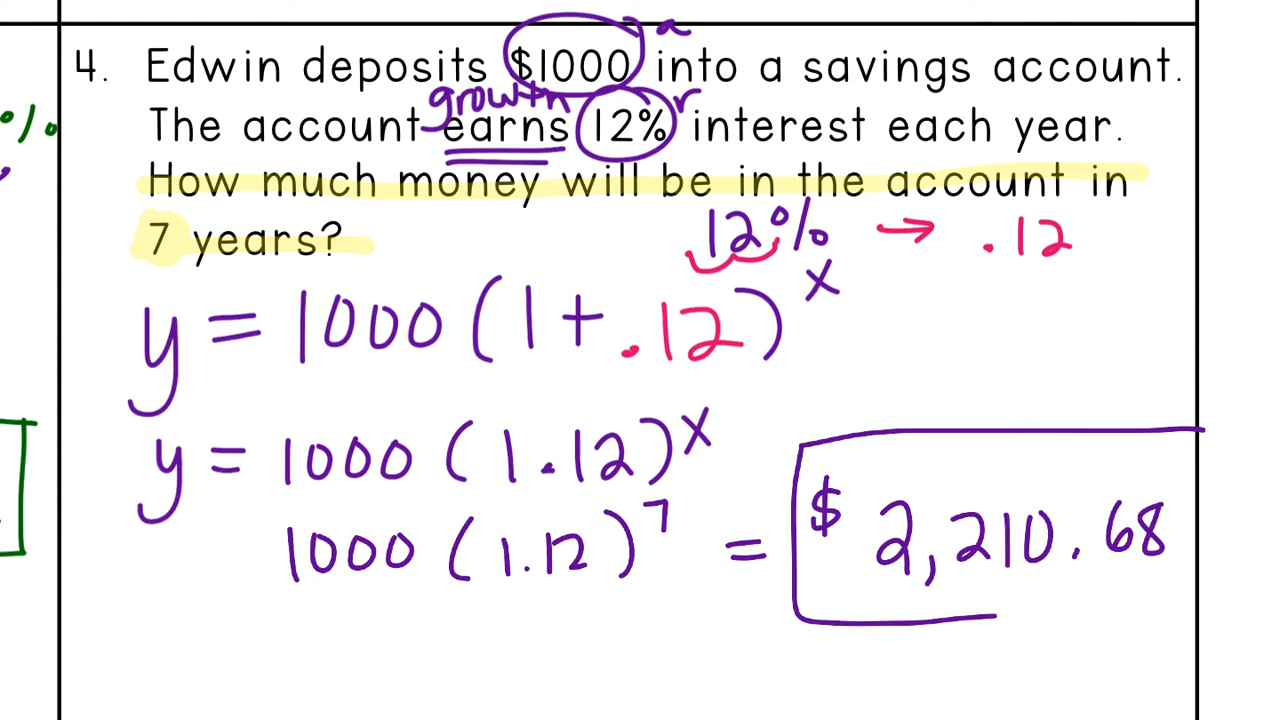 4. Edwin deposits $1000 into a savings account.
a
growth
r
The account earns 12% interest each year.
How much money will be in the account in
7 years?
12% → .12
y = 1000 (1 + .12)^x
y = 1000 (1.12)^x
1000 (1.12)^7 = $ 2,210.68
%